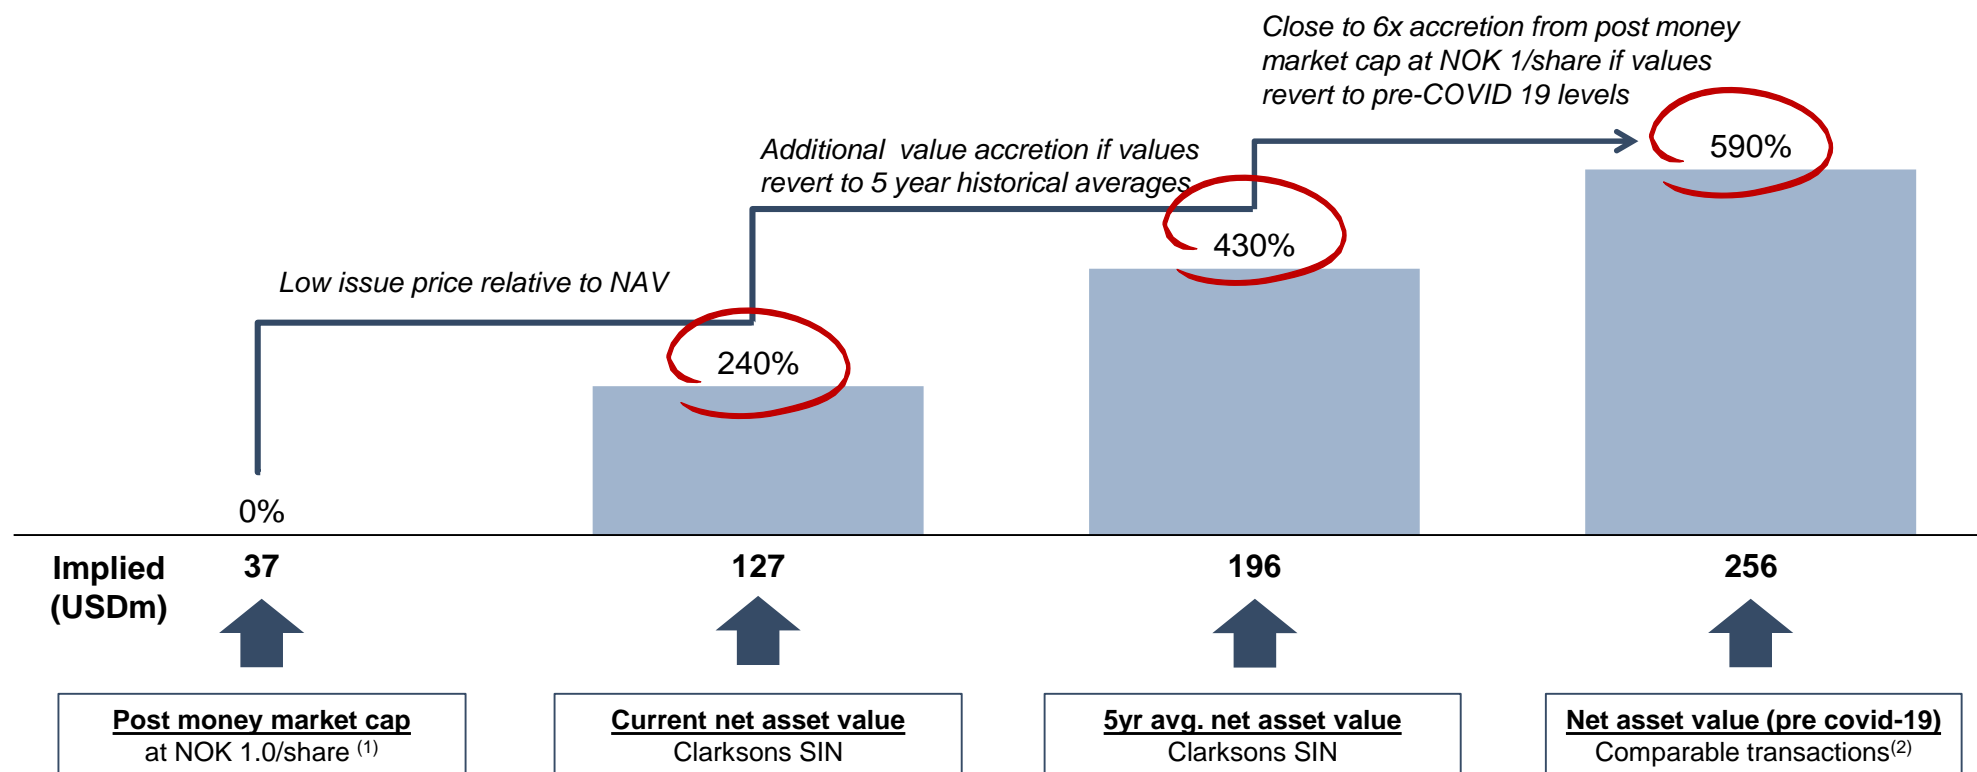 Close to 6x accretion from post money
market cap at NOK 1/share if values
revert to pre-COVID 19 levels
590%
Additional value accretion if values
revert to 5 year historical averages
430%
Low issue price relative to NAV
240%
0%
Implied
(USDm)
37
127
196
256
Post money market cap
at NOK 1.0/share (1)
Current net asset value
Clarksons SIN
5yr avg. net asset value
Clarksons SIN
Net asset value (pre covid-19)
Comparable transactions(2)